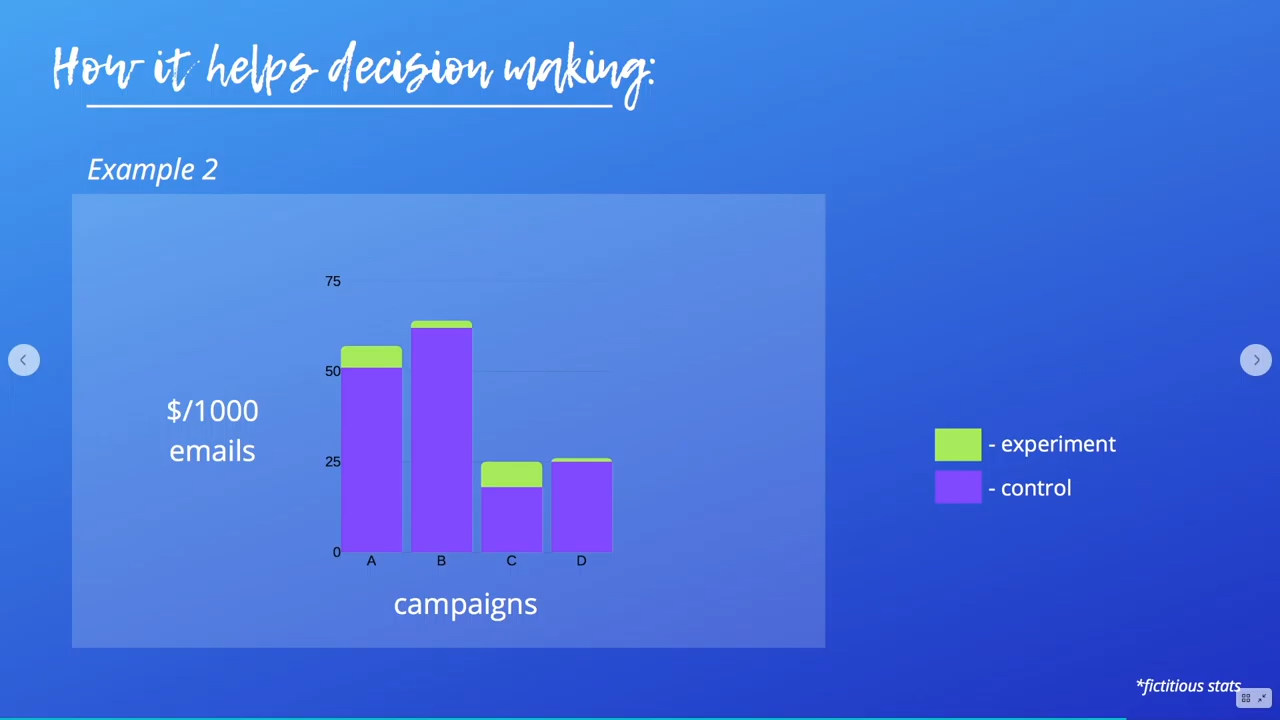 How it helps decision making:
Example 2
75
50
25
0
A B C D
$/1000
emails
campaigns
- experiment
- control
*fictitious stats